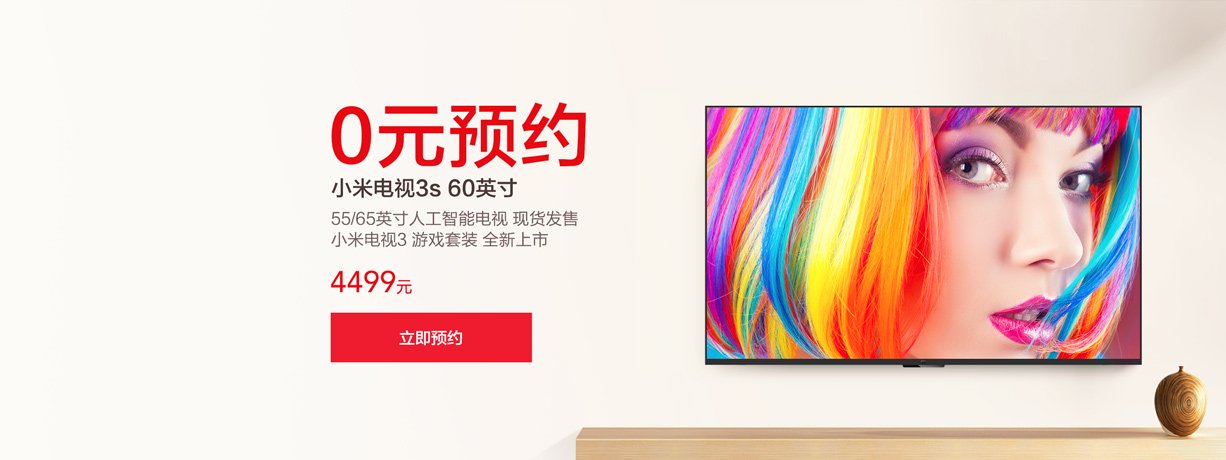 0元预约
小米电视3s 60英寸
55/65英寸人工智能电视 现货发售
小米电视3 游戏套装 全新上市
4499元
立即预约